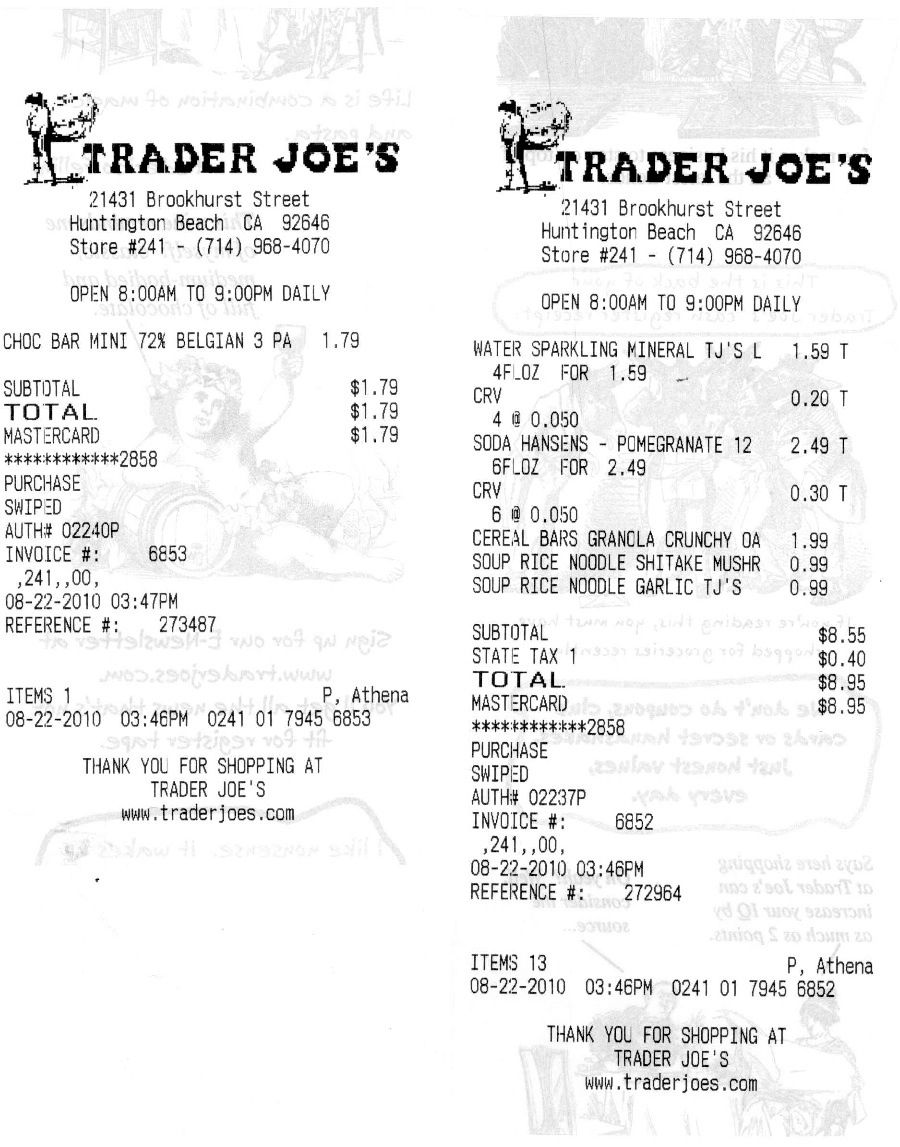 TRADER JOE'S
21431 Brookhurst Street
Huntington Beach CA 92646
Store #241 - (714) 968-4070
OPEN 8:00AM TO 9:00PM DAILY
CHOC BAR MINI 72% BELGIAN 3 PA 1.79
SUBTOTAL $1.79
TOTAL $1.79
MASTERCARD $1.79
************2858
PURCHASE
SWIPED
AUTH# 02240P
INVOICE #: 6853
,241,,00,
08-22-2010 03:47PM
REFERENCE #: 273487
ITEMS 1 P, Athena
08-22-2010 03:46PM 0241 01 7945 6853
THANK YOU FOR SHOPPING AT
TRADER JOE'S
www.traderjoes.com
TRADER JOE'S
21431 Brookhurst Street
Huntington Beach CA 92646
Store #241 - (714) 968-4070
OPEN 8:00AM TO 9:00PM DAILY
WATER SPARKLING MINERAL TJ'S L 1.59 T
4FLOZ FOR 1.59
CRV 0.20 T
4 @ 0.050
SODA HANSENS - POMEGRANATE 12 2.49 T
6FLOZ FOR 2.49
CRV 0.30 T
6 @ 0.050
CEREAL BARS GRANOLA CRUNCHY OA 1.99
SOUP RICE NOODLE SHITAKE MUSHR 0.99
SOUP RICE NOODLE GARLIC TJ'S 0.99
SUBTOTAL $8.55
STATE TAX 1 $0.40
TOTAL $8.95
MASTERCARD $8.95
************2858
PURCHASE
SWIPED
AUTH# 02237P
INVOICE #: 6852
,241,,00,
08-22-2010 03:46PM
REFERENCE #: 272964
ITEMS 13 P, Athena
08-22-2010 03:46PM 0241 01 7945 6852
THANK YOU FOR SHOPPING AT
TRADER JOE'S
www.traderjoes.com